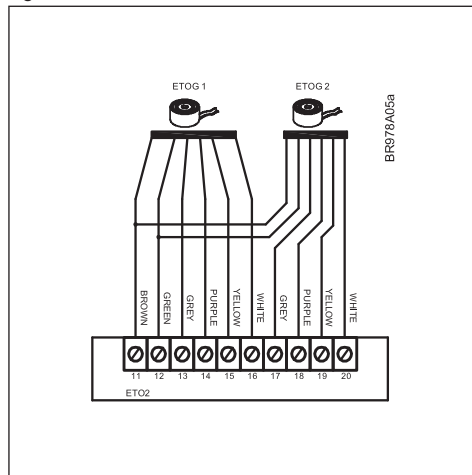 ETOG 1 ETOG 2
BR978A05a
BROWN GREEN GREY PURPLE YELLOW WHITE GREY PURPLE YELLOW WHITE
11 12 13 14 15 16 17 18 19 20
ETO2